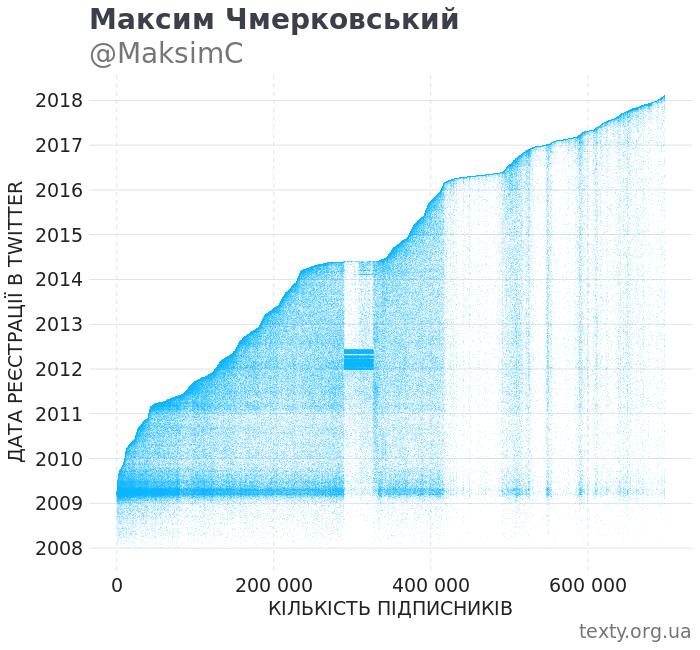 Максим Чмерковський
@MaksimC
2018
2017
2016
2015
2014
2013
2012
2011
2010
2009
2008
ДАТА РЕЄСТРАЦІЇ В TWITTER
0 200 000 400 000 600 000
КІЛЬКІСТЬ ПІДПИСНИКІВ
texty.org.ua